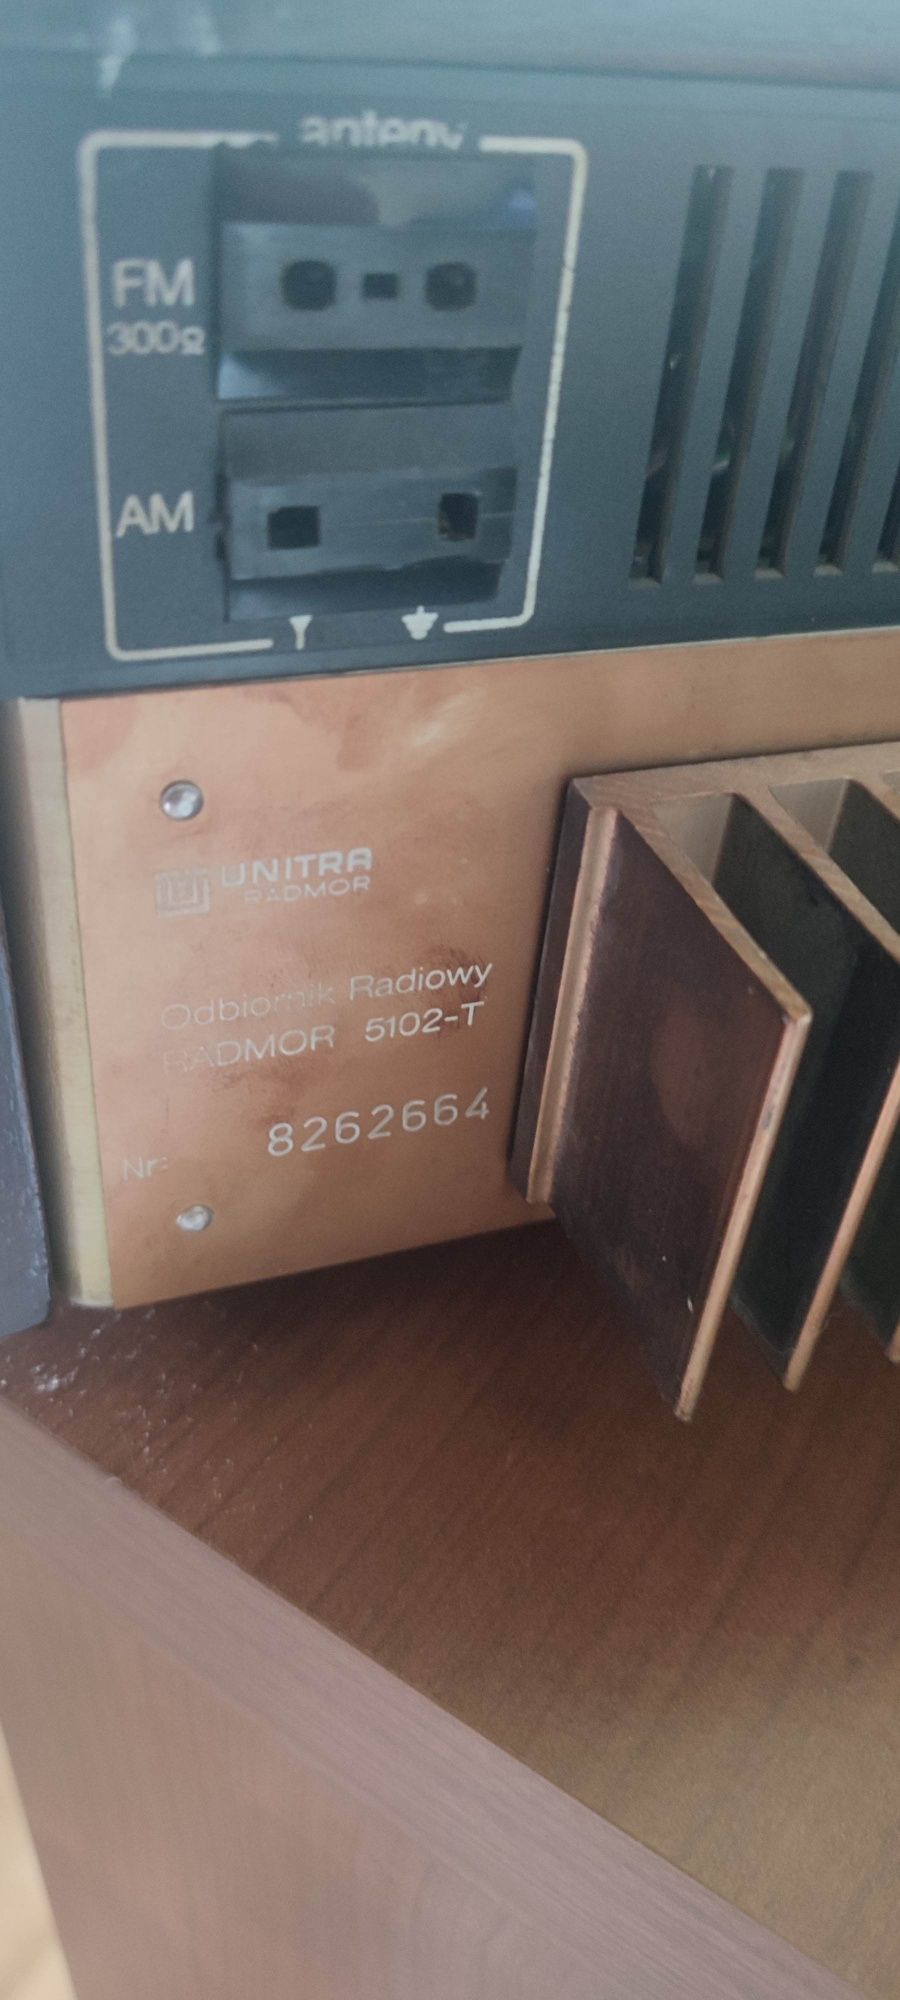 anteny
FM
300Ω
AM
UNITRA
RADMOR
Odbiornik Radiowy
RADMOR 5102-T
Nr: 8262664